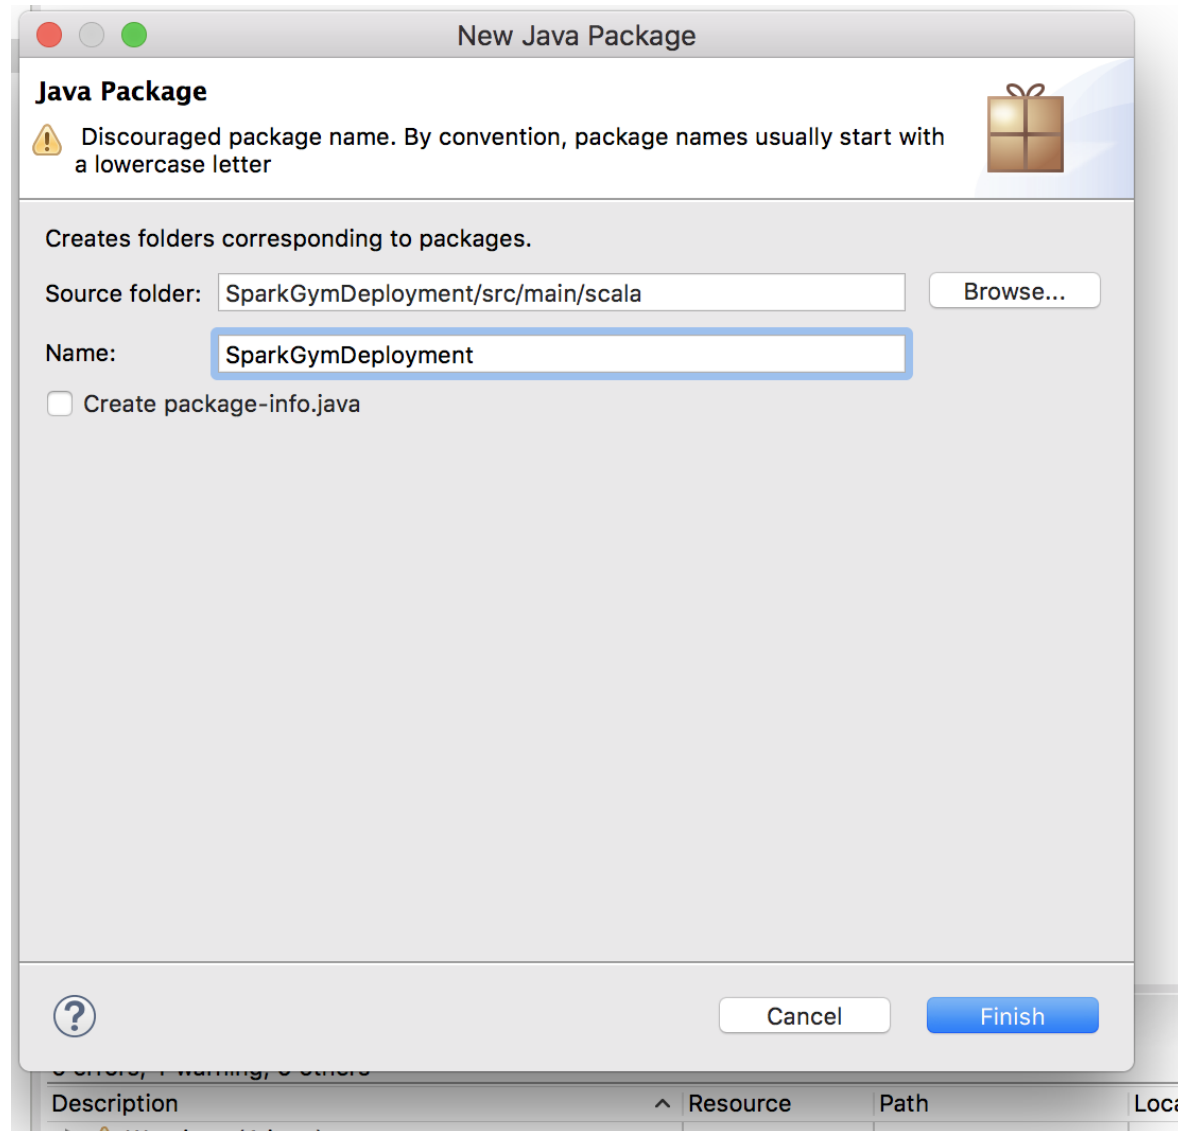 New Java Package
Java Package
Discouraged package name. By convention, package names usually start with
a lowercase letter
Creates folders corresponding to packages.
Source folder: SparkGymDeployment/src/main/scala Browse...
Name: SparkGymDeployment
Create package-info.java
? Cancel Finish
Description Resource Path Loca